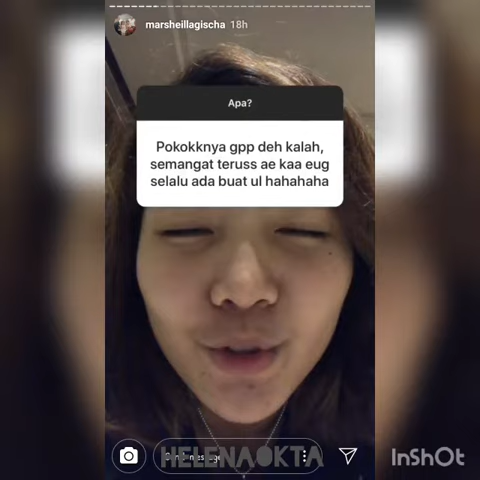 marsheillagischa 18h
Apa?
Pokokknya gpp deh kalah,
semangat teruss ae kaa eug
selalu ada buat ul hahahaha
HELENAOKTA
InShOt